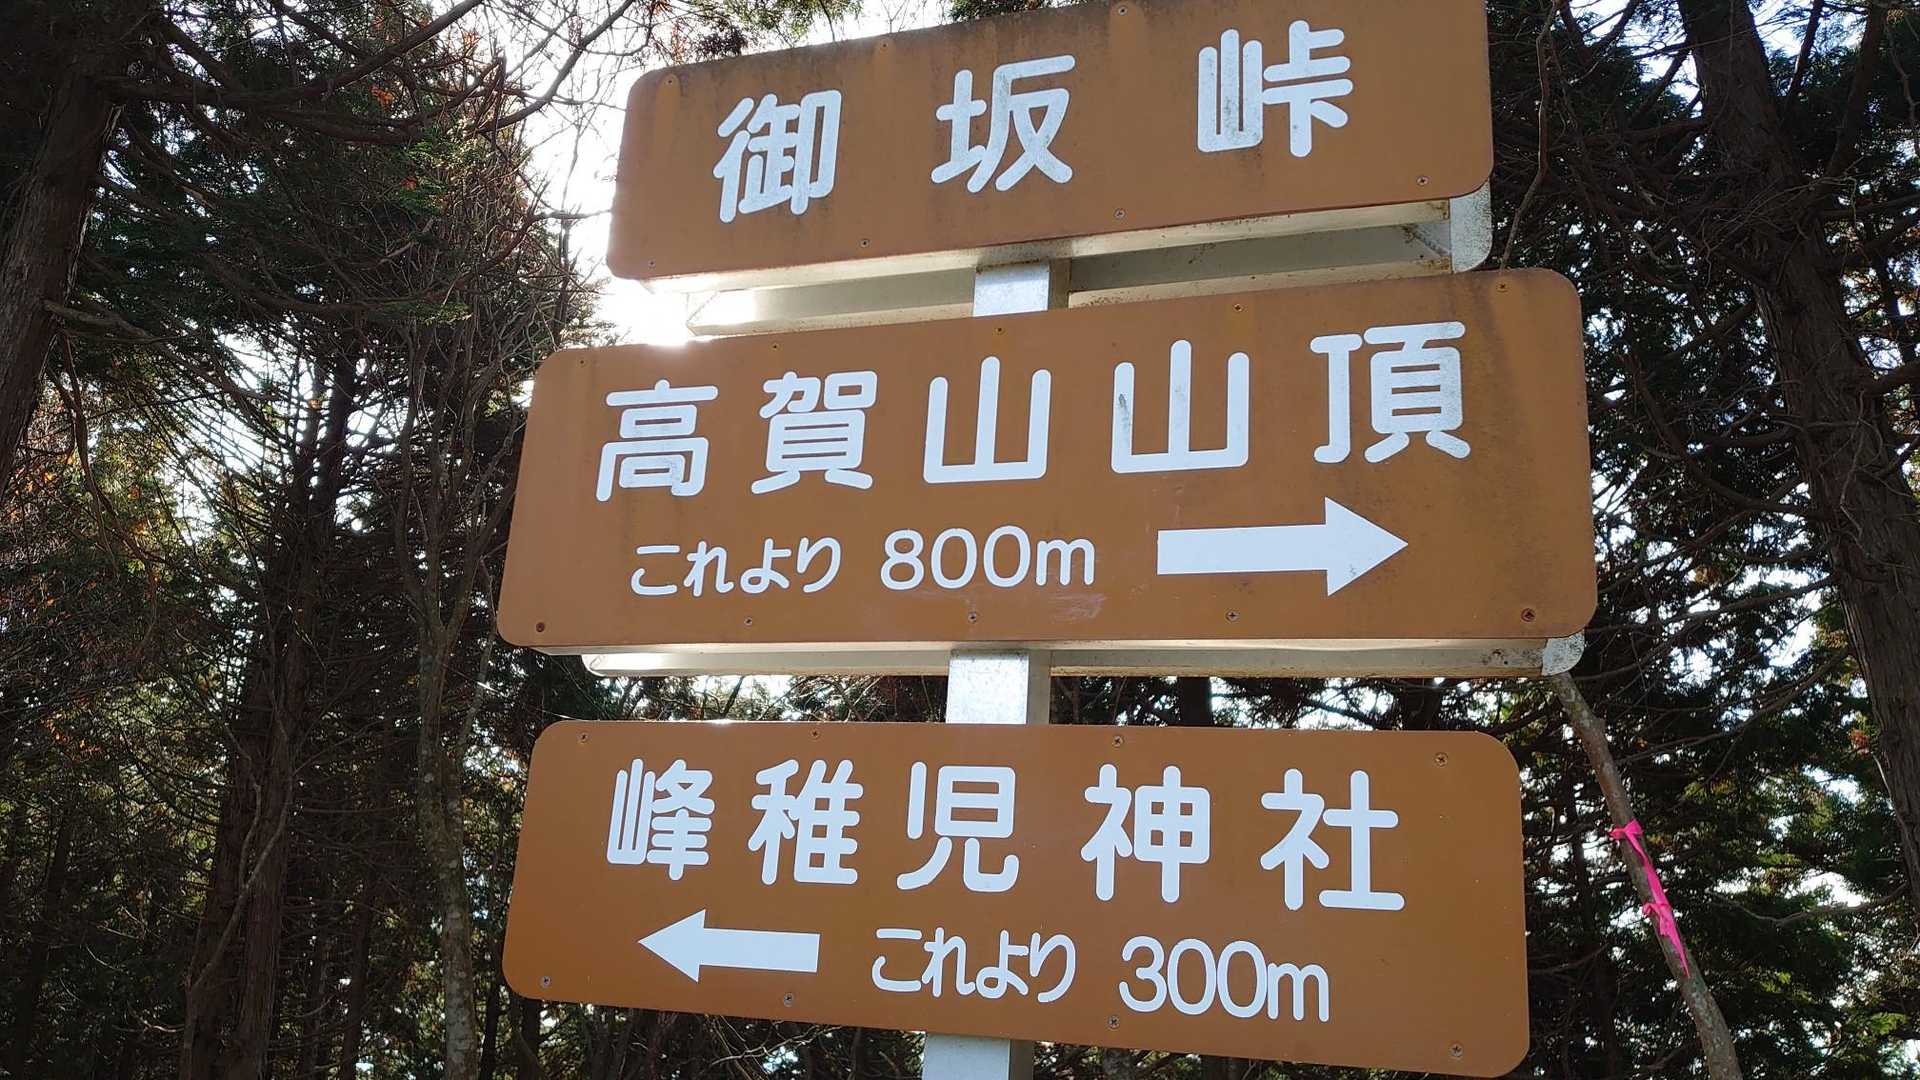 御坂峠
高賀山山頂
これより 800m →
峰稚児神社
← これより 300m